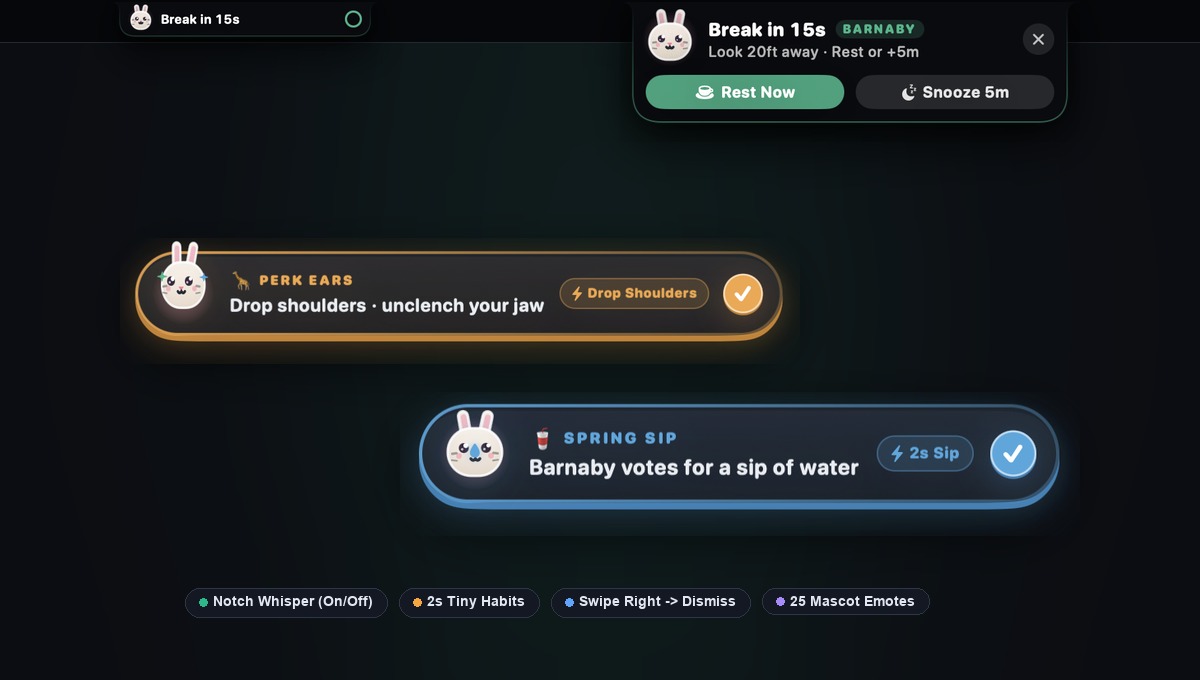 Break in 15s
Break in 15s BARNABY
Look 20ft away · Rest or +5m
Rest Now
Snooze 5m
PERK EARS
Drop shoulders · unclench your jaw
Drop Shoulders
SPRING SIP
Barnaby votes for a sip of water
2s Sip
Notch Whisper (On/Off)
2s Tiny Habits
Swipe Right -> Dismiss
25 Mascot Emotes